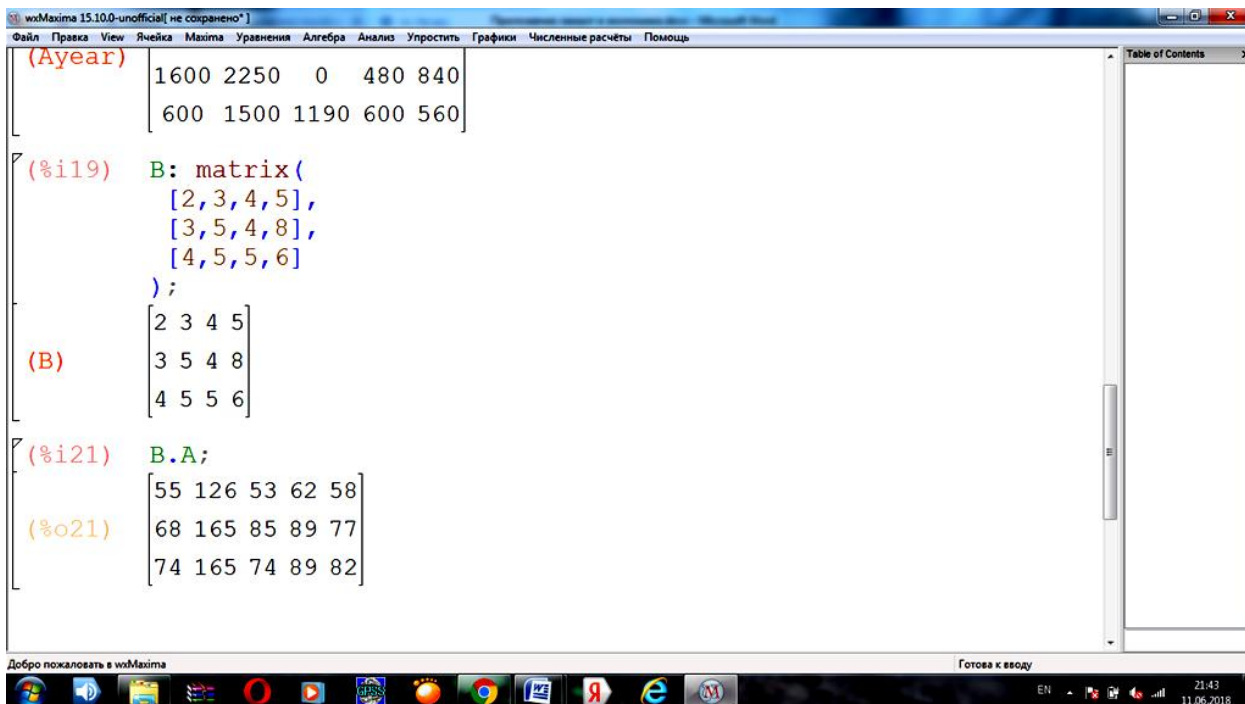 wxMaxima 15.10.0-unofficial[ не сохранено* ]
Файл Правка View Ячейка Maxima Уравнения Алгебра Анализ Упростить Графики Численные расчёты Помощь
Table of Contents
(Ayear)
1600 2250 0 480 840
600 1500 1190 600 560
(%i19) B: matrix(
[2,3,4,5],
[3,5,4,8],
[4,5,5,6]
);
2 3 4 5
(B) 3 5 4 8
4 5 5 6
(%i21) B.A;
55 126 53 62 58
(%o21) 68 165 85 89 77
74 165 74 89 82
Добро пожаловать в wxMaxima
Готова к вводу
GPSS
Я
EN
21:43
11.06.2018